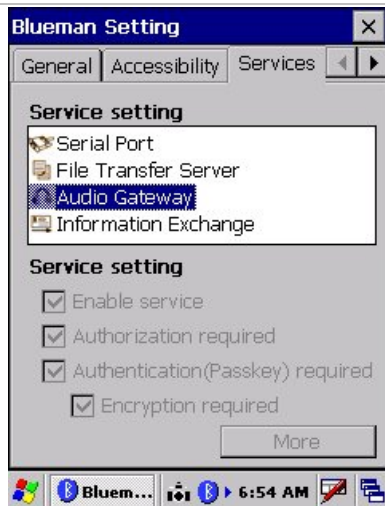 Blueman Setting
General Accessibility Services
Service setting
Serial Port
File Transfer Server
Audio Gateway
Information Exchange
Service setting
Enable service
Authorization required
Authentication(Passkey) required
Encryption required
More
Bluem... 6:54 AM